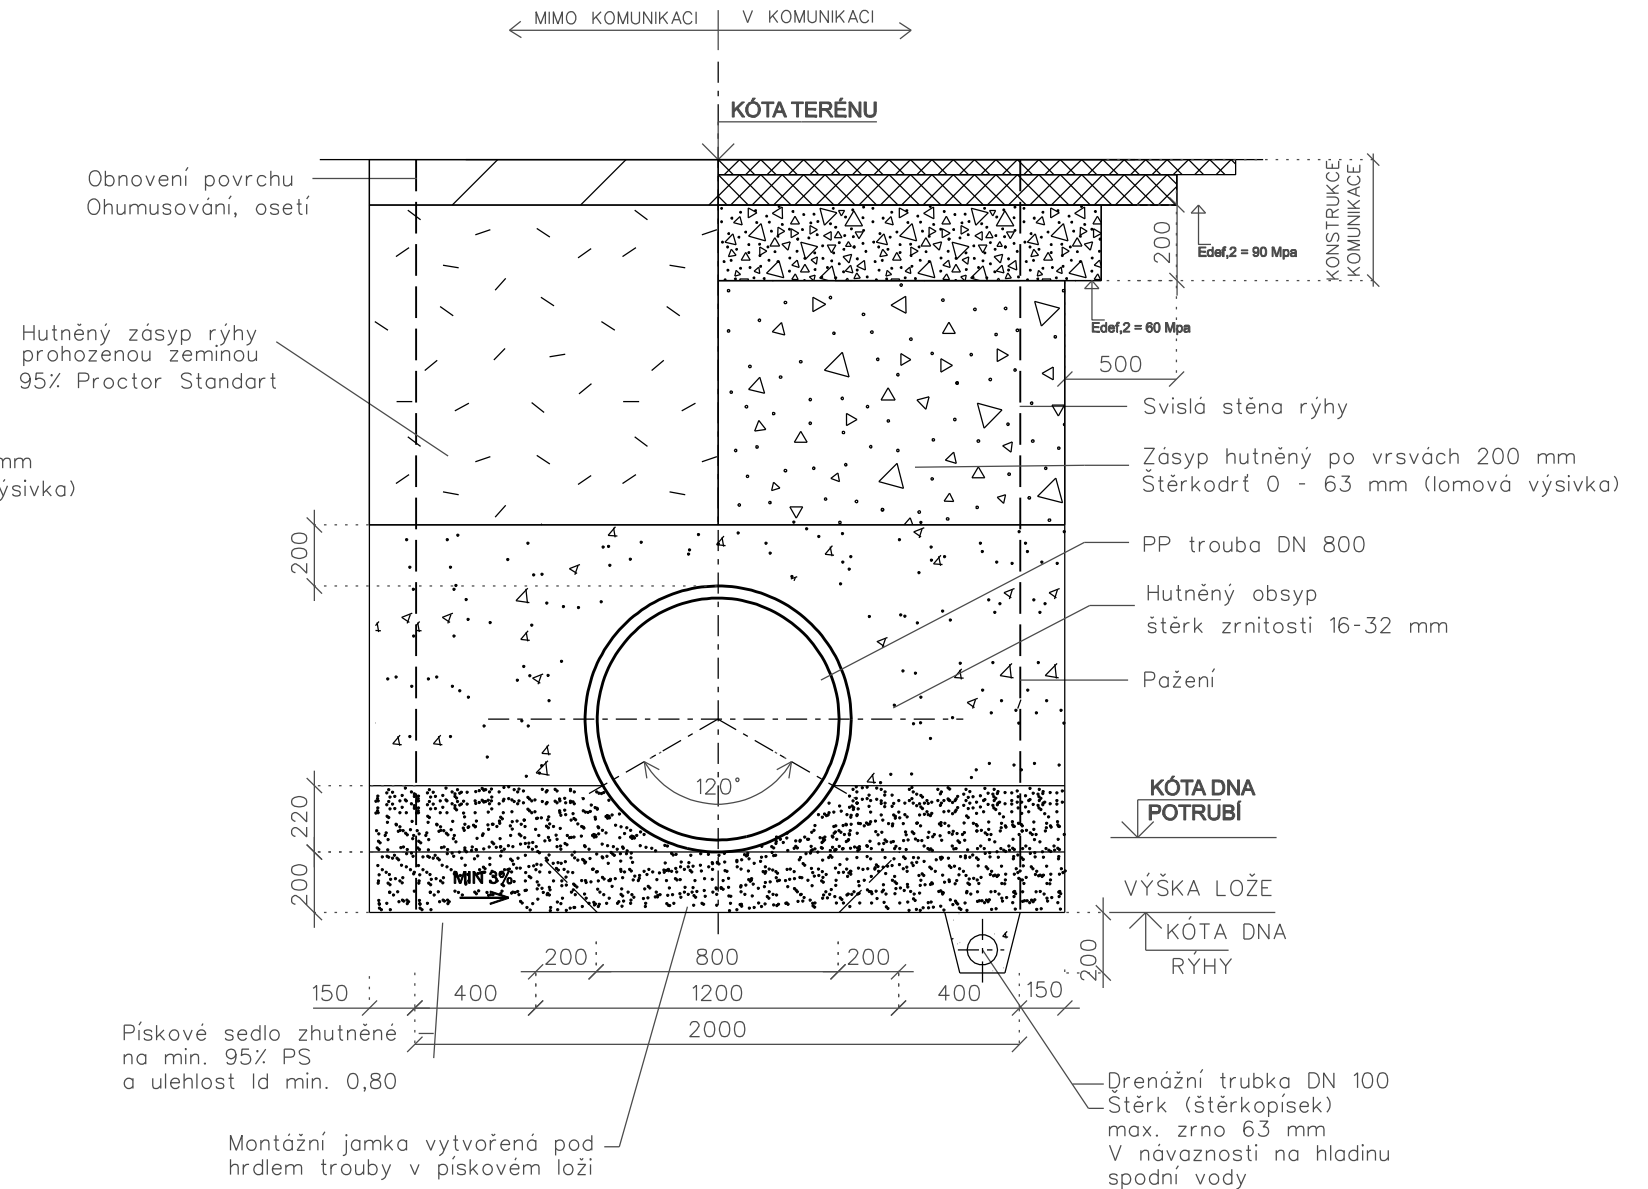 MIMO KOMUNIKACI
V KOMUNIKACI
KÓTA TERÉNU
Obnovení povrchu
Ohumusování, osetí
KONSTRUKCE
KOMUNIKACE
200
Edef,2 = 90 Mpa
Edef,2 = 60 Mpa
500
Hutněný zásyp rýhy
prohozenou zeminou
95% Proctor Standart
mm
výsivka)
Svislá stěna rýhy
Zásyp hutněný po vrsvách 200 mm
Štěrkodrť 0 - 63 mm (lomová výsivka)
200
PP trouba DN 800
Hutněný obsyp
štěrk zrnitosti 16-32 mm
Pažení
120°
220
200
MIN 3%
KÓTA DNA
POTRUBÍ
VÝŠKA LOŽE
KÓTA DNA
RÝHY
200
200 800 200
150 400 1200 400 150
2000
Pískové sedlo zhutněné
na min. 95% PS
a ulehlost Id min. 0,80
Montážní jamka vytvořená pod
hrdlem trouby v pískovém loži
Drenážní trubka DN 100
Štěrk (štěrkopísek)
max. zrno 63 mm
V návaznosti na hladinu
spodní vody